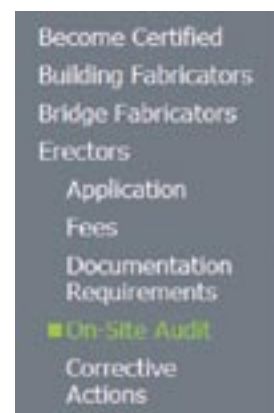 Become Certified
Building Fabricators
Bridge Fabricators
Erectors
Application
Fees
Documentation
Requirements
On-Site Audit
Corrective
Actions